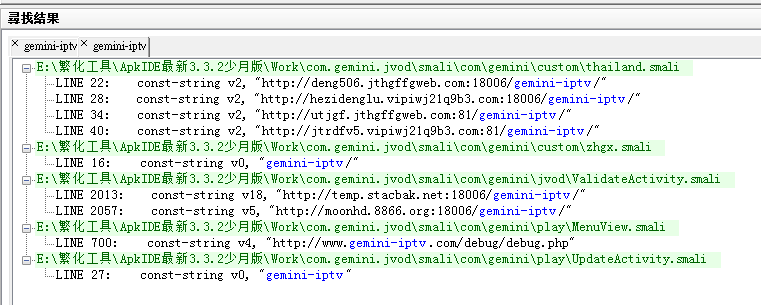 尋找結果
gemini-iptv gemini-iptv
E:\繁化工具\ApkIDE最新3.3.2少月版\Work\com.gemini.jvod\smali\com\gemini\custom\thailand.smali
LINE 22: const-string v2, "http://deng506.jthgffgweb.com:18006/gemini-iptv/"
LINE 28: const-string v2, "http://hezidenglu.vipiwj21q9b3.com:18006/gemini-iptv/"
LINE 34: const-string v2, "http://utjgf.jthgffgweb.com:81/gemini-iptv/"
LINE 40: const-string v2, "http://jtrdfv5.vipiwj21q9b3.com:81/gemini-iptv/"
E:\繁化工具\ApkIDE最新3.3.2少月版\Work\com.gemini.jvod\smali\com\gemini\custom\zhgx.smali
LINE 16: const-string v0, "gemini-iptv/"
E:\繁化工具\ApkIDE最新3.3.2少月版\Work\com.gemini.jvod\smali\com\gemini\jvod\ValidateActivity.smali
LINE 2013: const-string v18, "http://temp.stacbak.net:18006/gemini-iptv/"
LINE 2057: const-string v5, "http://moonhd.8866.org:18006/gemini-iptv/"
E:\繁化工具\ApkIDE最新3.3.2少月版\Work\com.gemini.jvod\smali\com\gemini\play\MenuView.smali
LINE 700: const-string v4, "http://www.gemini-iptv.com/debug/debug.php"
E:\繁化工具\ApkIDE最新3.3.2少月版\Work\com.gemini.jvod\smali\com\gemini\play\UpdateActivity.smali
LINE 27: const-string v0, "gemini-iptv"